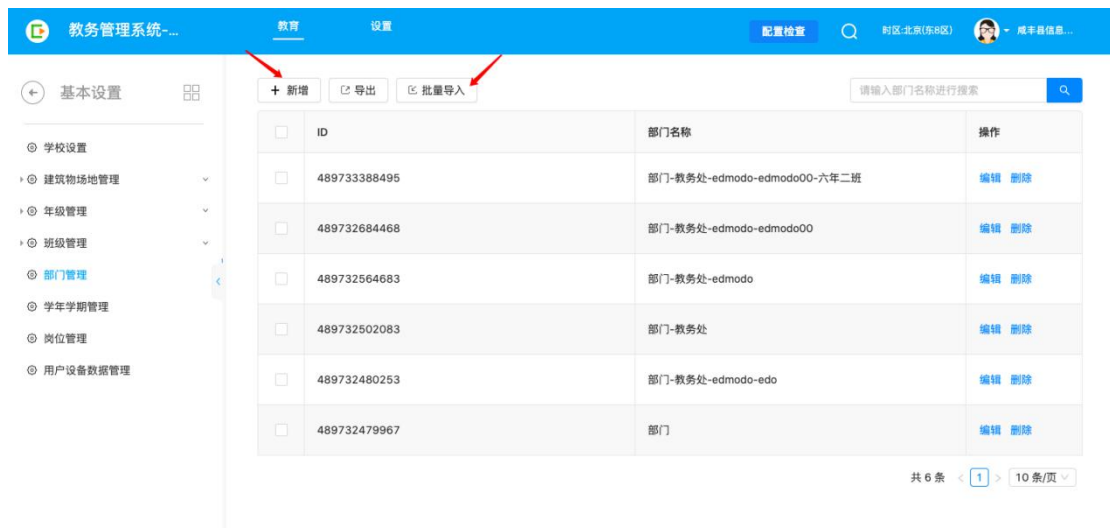 教务管理系统-... 教育 设置 配置检查 时区:北京(东8区) 咸丰县信息...
基本设置
+ 新增 导出 批量导入 请输入部门名称进行搜索
ID 部门名称 操作
学校设置
建筑物场地管理
年级管理
班级管理
部门管理
学年学期管理
岗位管理
用户设备数据管理
489733388495 部门-教务处-edmodo-edmodo00-六年二班 编辑 删除
489732684468 部门-教务处-edmodo-edmodo00 编辑 删除
489732564683 部门-教务处-edmodo 编辑 删除
489732502083 部门-教务处 编辑 删除
489732480253 部门-教务处-edmodo-edo 编辑 删除
489732479967 部门 编辑 删除
共 6 条 < 1 > 10 条/页